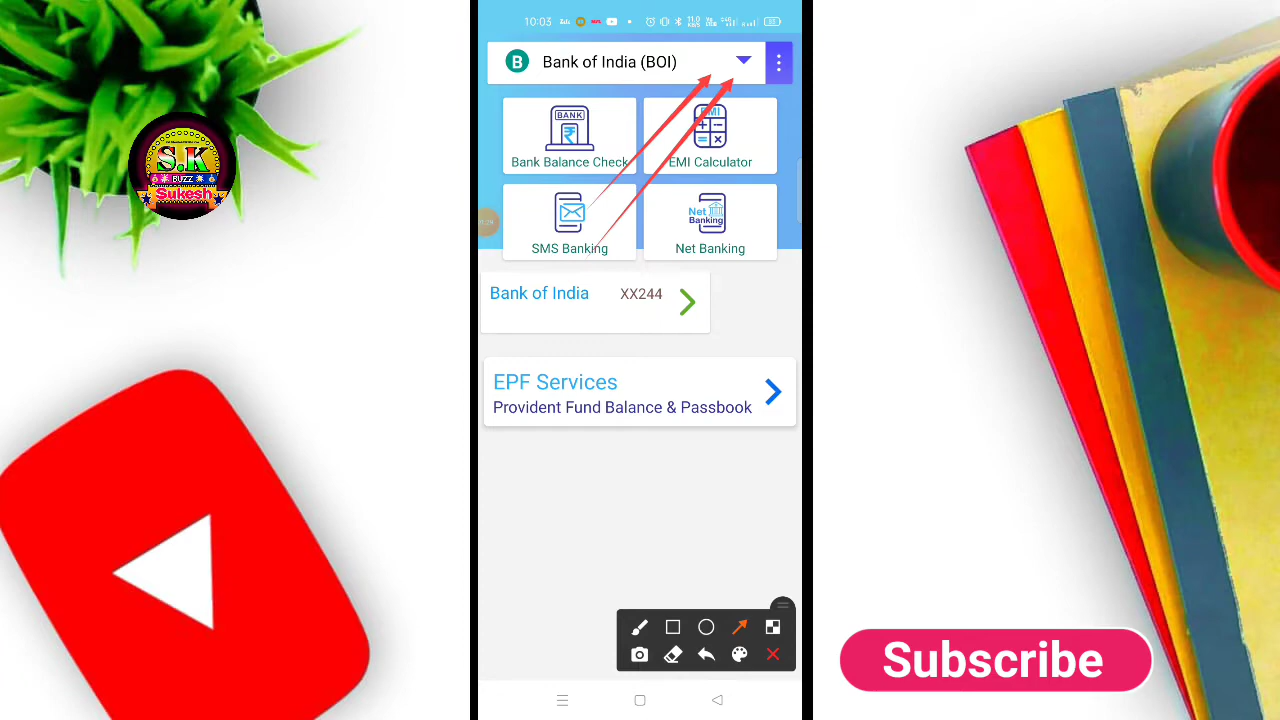 10:03
Bank of India (BOI)
B
BANK
Bank Balance Check
EMI
EMI Calculator
SMS Banking
Net
Banking
Net Banking
Bank of India XX244
EPF Services
Provident Fund Balance & Passbook
S.K
BUZZ
Sukesh
Subscribe